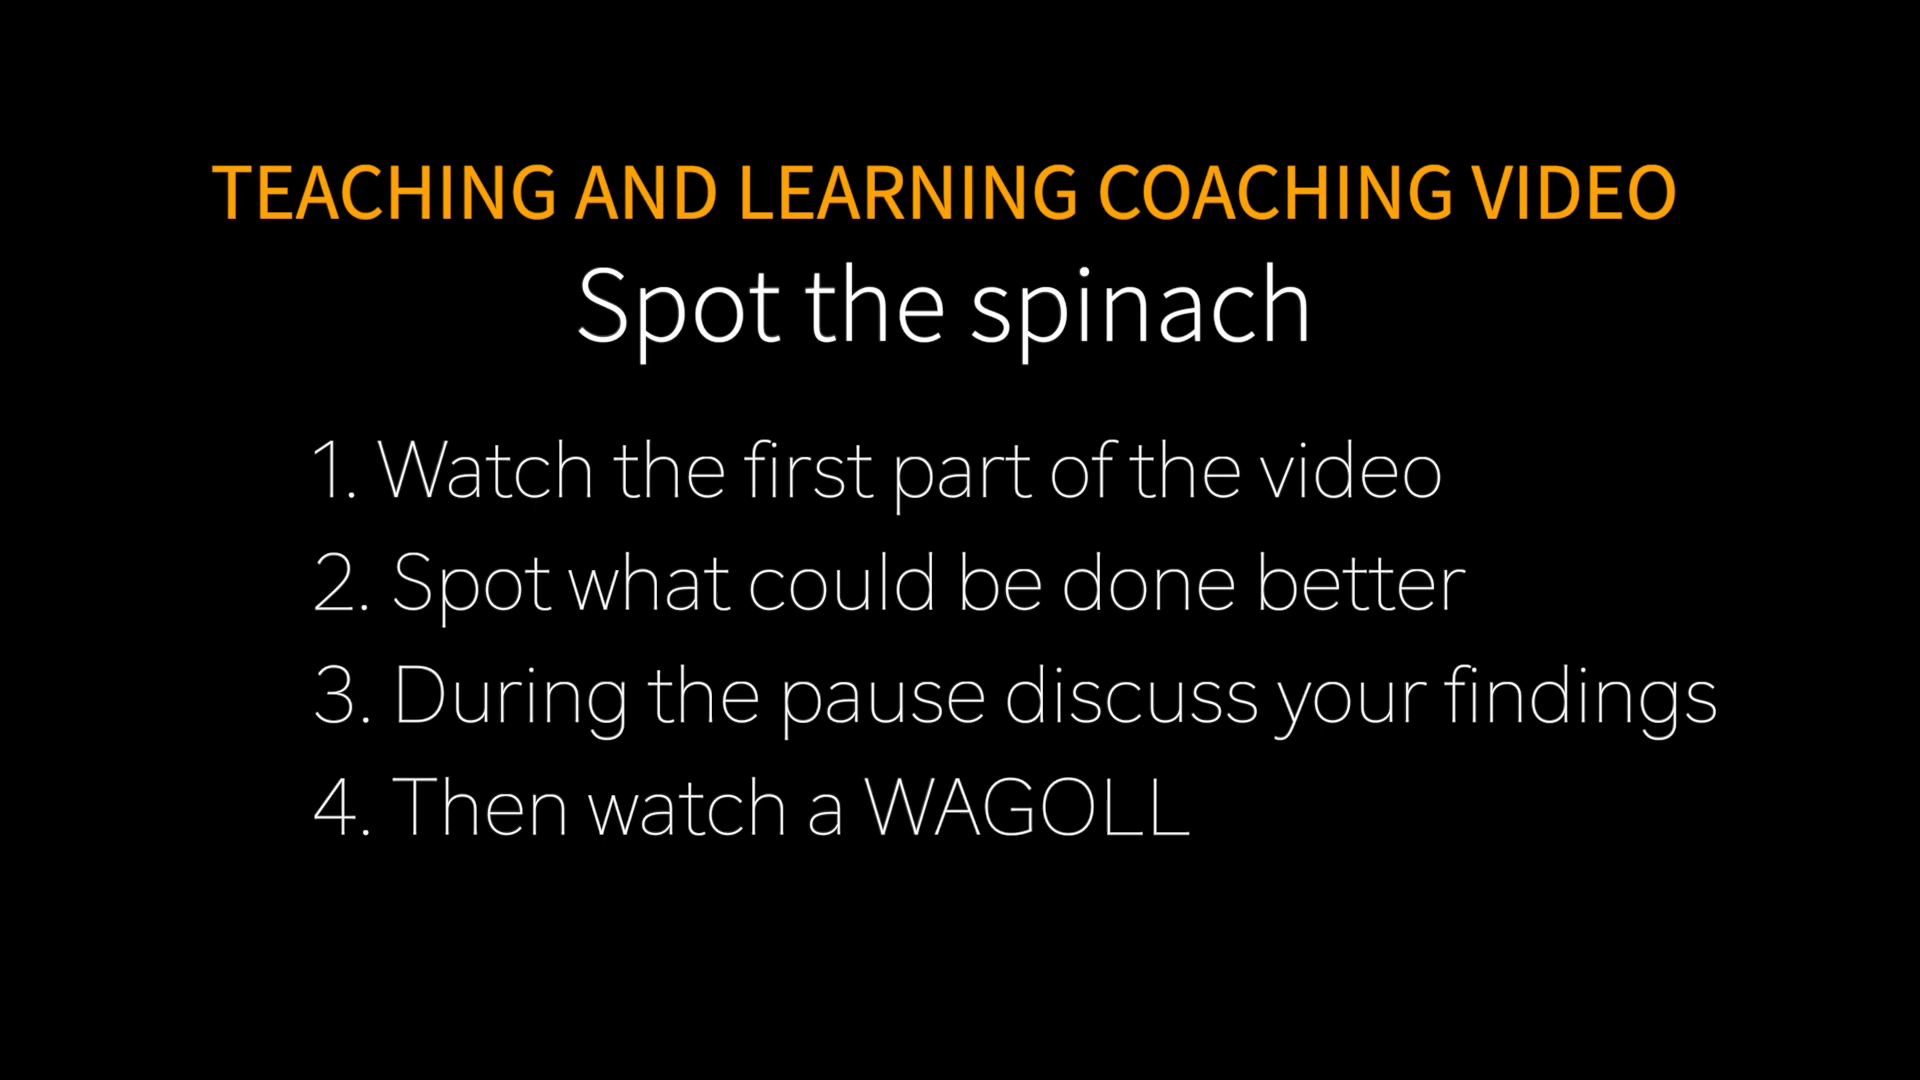 TEACHING AND LEARNING COACHING VIDEO
Spot the spinach
1. Watch the first part of the video
2. Spot what could be done better
3. During the pause discuss your findings
4. Then watch a WAGOLL